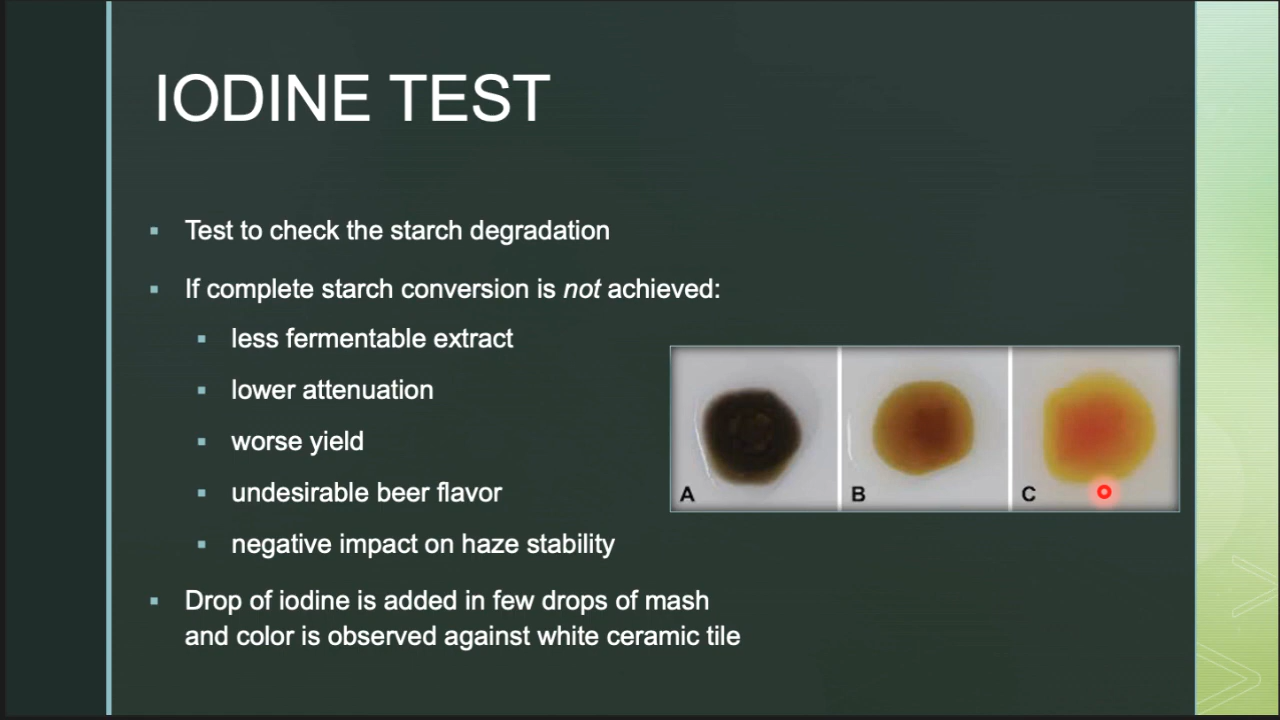 IODINE TEST
Test to check the starch degradation
If complete starch conversion is not achieved:
less fermentable extract
lower attenuation
worse yield
undesirable beer flavor
negative impact on haze stability
Drop of iodine is added in few drops of mash
and color is observed against white ceramic tile
A B C